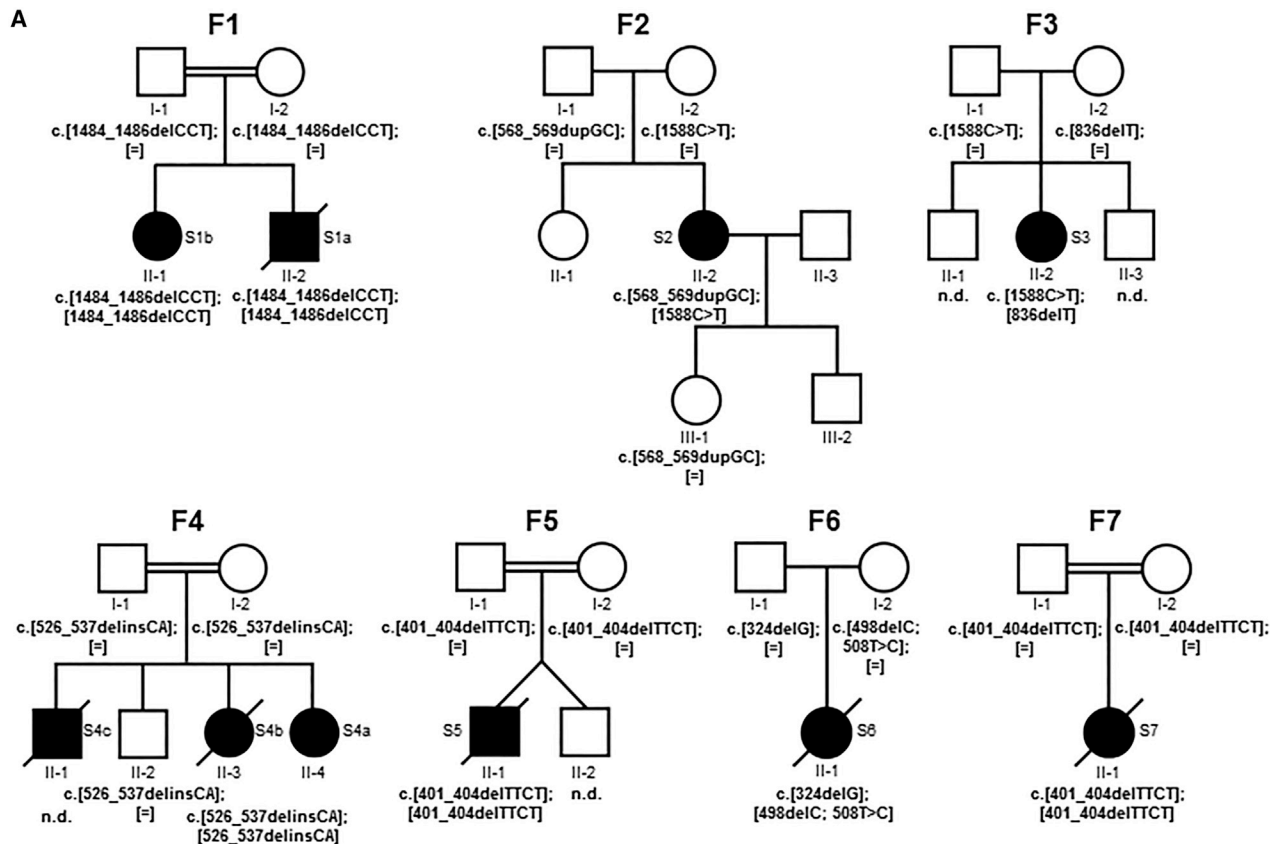 A
F1
F2
F3
I-1
I-2
I-1
I-2
I-1
I-2
c.[1484_1486delCCT];
[=]
c.[1484_1486delCCT];
[=]
c.[568_569dupGC];
[=]
c.[1588C>T];
[=]
c.[1588C>T];
[=]
c.[836delT];
[=]
S1b
S1a
S2
S3
II-1
II-2
II-1
II-2
II-3
II-1
II-2
II-3
c.[1484_1486delCCT];
[1484_1486delCCT]
c.[1484_1486delCCT];
[1484_1486delCCT]
c.[568_569dupGC];
[1588C>T]
n.d.
c. [1588C>T];
[836delT]
n.d.
III-1
III-2
c.[568_569dupGC];
[=]
F4
F5
F6
F7
I-1
I-2
I-1
I-2
I-1
I-2
I-1
I-2
c.[526_537delinsCA];
[=]
c.[526_537delinsCA];
[=]
c.[401_404delTTCT];
[=]
c.[401_404delTTCT];
[=]
c.[324delG];
[=]
c.[498delC;
508T>C];
[=]
c.[401_404delTTCT];
[=]
c.[401_404delTTCT];
[=]
S4c
S4b
S4a
S5
S6
S7
II-1
II-2
II-3
II-4
II-1
II-2
II-1
II-1
n.d.
c.[526_537delinsCA];
[=]
c.[526_537delinsCA];
[526_537delinsCA]
c.[401_404delTTCT];
[401_404delTTCT]
n.d.
c.[324delG];
[498delC; 508T>C]
c.[401_404delTTCT];
[401_404delTTCT]